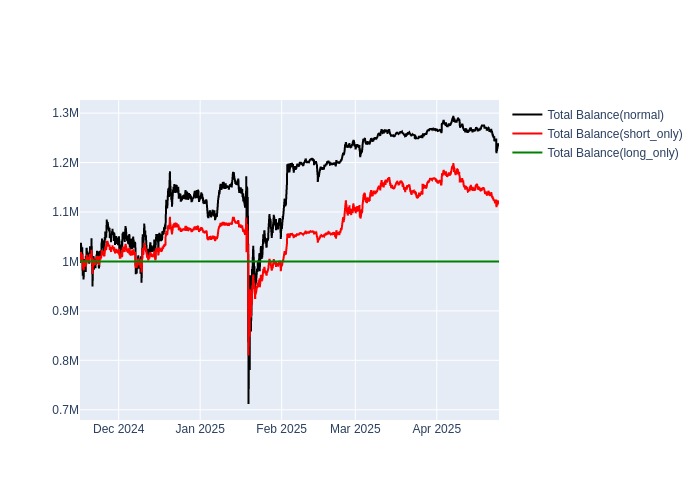 1.3M
1.2M
1.1M
1M
0.9M
0.8M
0.7M
Dec 2024
Jan 2025
Feb 2025
Mar 2025
Apr 2025
Total Balance(normal)
Total Balance(short_only)
Total Balance(long_only)